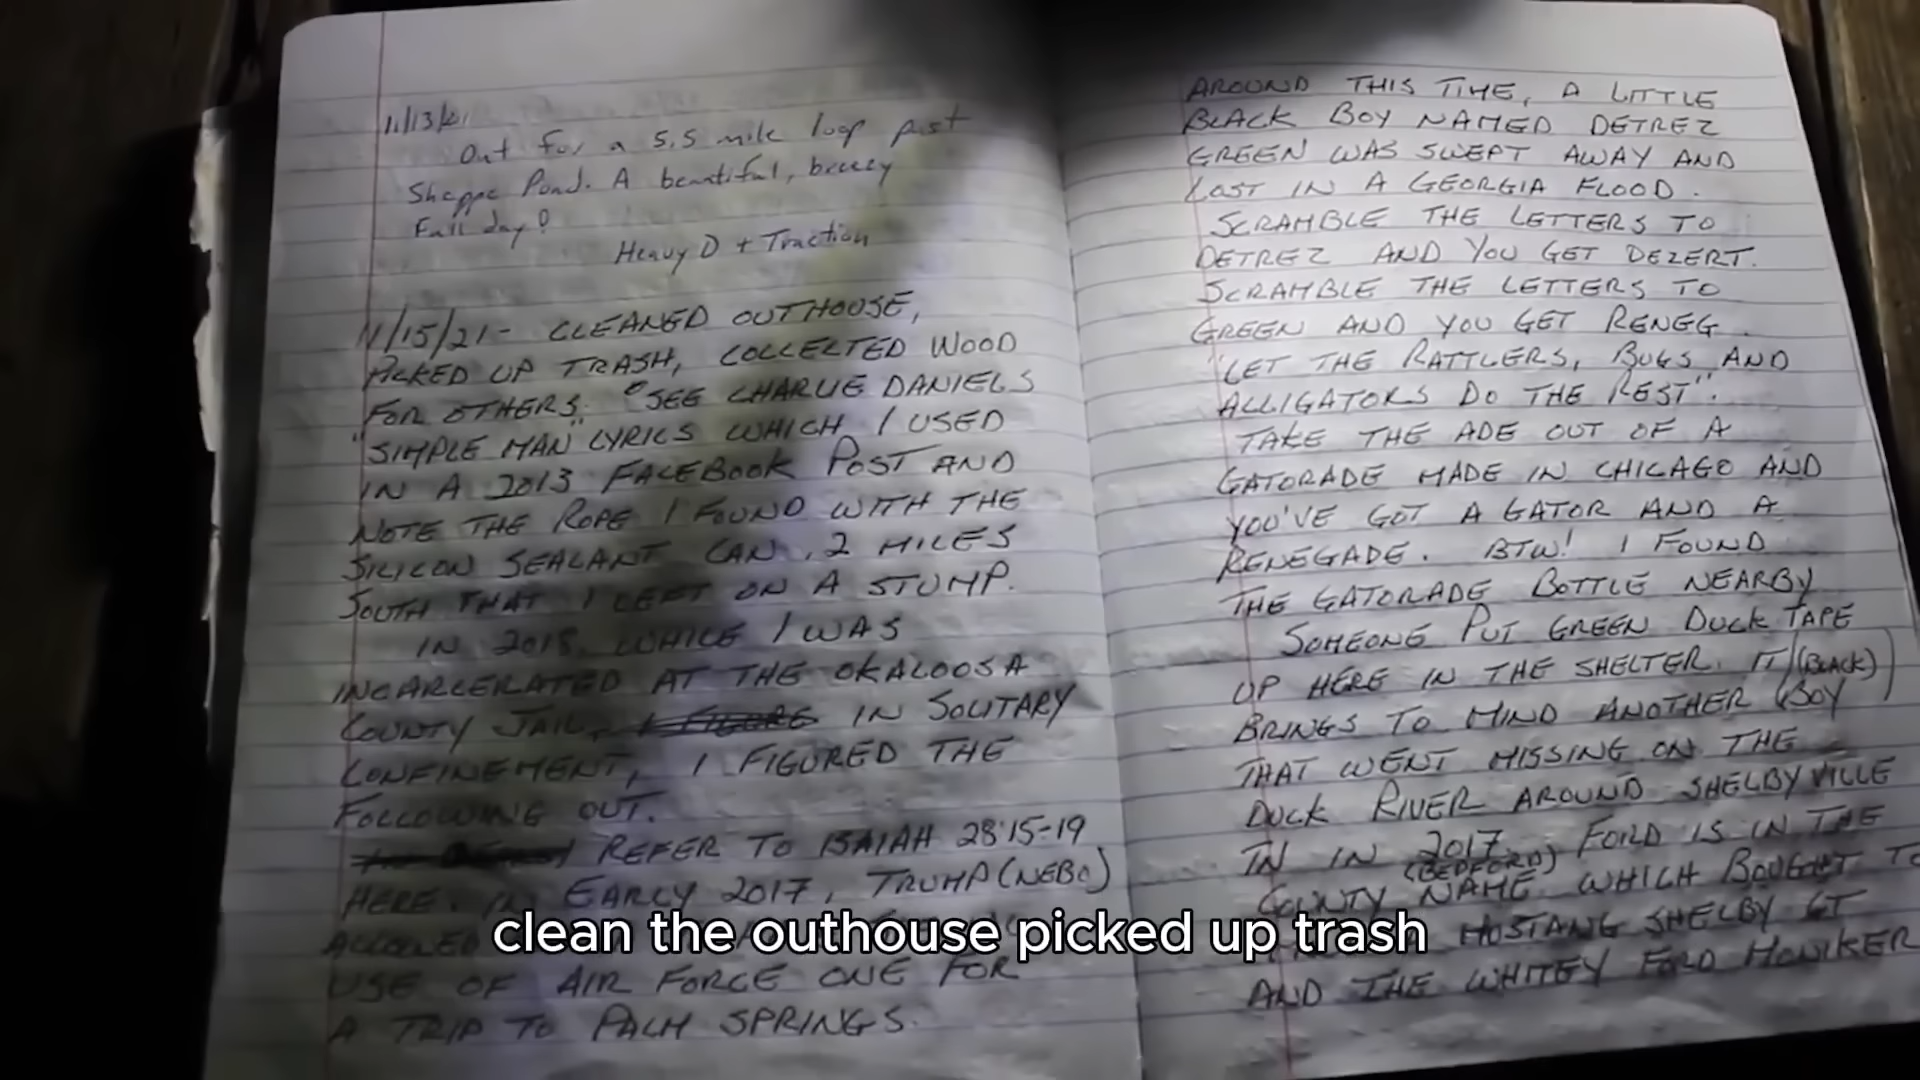 11/13/21
Out for a 5.5 mile loop past
Pond. A beautiful, breezy
Fall day!
Heavy D + Traction
11/15/21 - CLEANED OUTHOUSE,
PICKED UP TRASH, COLLECTED WOOD
FOR OTHERS. SEE CHARLIE DANIELS
"SIMPLE MAN" LYRICS WHICH I USED
IN A 2013 FACEBOOK POST AND
NOTE THE ROPE I FOUND WITH THE
SILICON SEALANT CAN .2 MILES
SOUTH THAT I LEFT ON A STUMP.
IN 2018, WHILE I WAS
INCARCERATED AT THE OKALOOSA
COUNTY JAIL, I FIGURE IN SOLITARY
CONFINEMENT, I FIGURED THE
FOLLOWING OUT.
REFER TO ISAIAH 28:15-19
HERE. IN EARLY 2017, TRUMP (NEBO)
ALLOWED
USE OF AIR FORCE ONE FOR
A TRIP TO PALM SPRINGS.
AROUND THIS TIME, A LITTLE
BLACK BOY NAMED DETREZ
GREEN WAS SWEPT AWAY AND
LOST IN A GEORGIA FLOOD.
SCRAMBLE THE LETTERS TO
DETREZ AND YOU GET DEZERT.
SCRAMBLE THE LETTERS TO
GREEN AND YOU GET RENEG.
"LET THE RATTLERS, BUGS AND
ALLIGATORS DO THE REST".
TAKE THE ADE OUT OF A
GATORADE MADE IN CHICAGO AND
YOU'VE GOT A GATOR AND A
RENEGADE. BTW! I FOUND
THE GATORADE BOTTLE NEARBY
SOMEONE PUT GREEN DUCK TAPE
UP HERE IN THE SHELTER. IT (BLACK)
BRINGS TO MIND ANOTHER (BOY)
THAT WENT MISSING ON THE
DUCK RIVER AROUND SHELBYVILLE
TN IN 2017. FORD IS IN THE
(BEDFORD)
COUNTY NAME WHICH BOUGHT TO
MUSTANG SHELBY GT
AND THE WHITEY FORD HOMIKER
clean the outhouse picked up trash